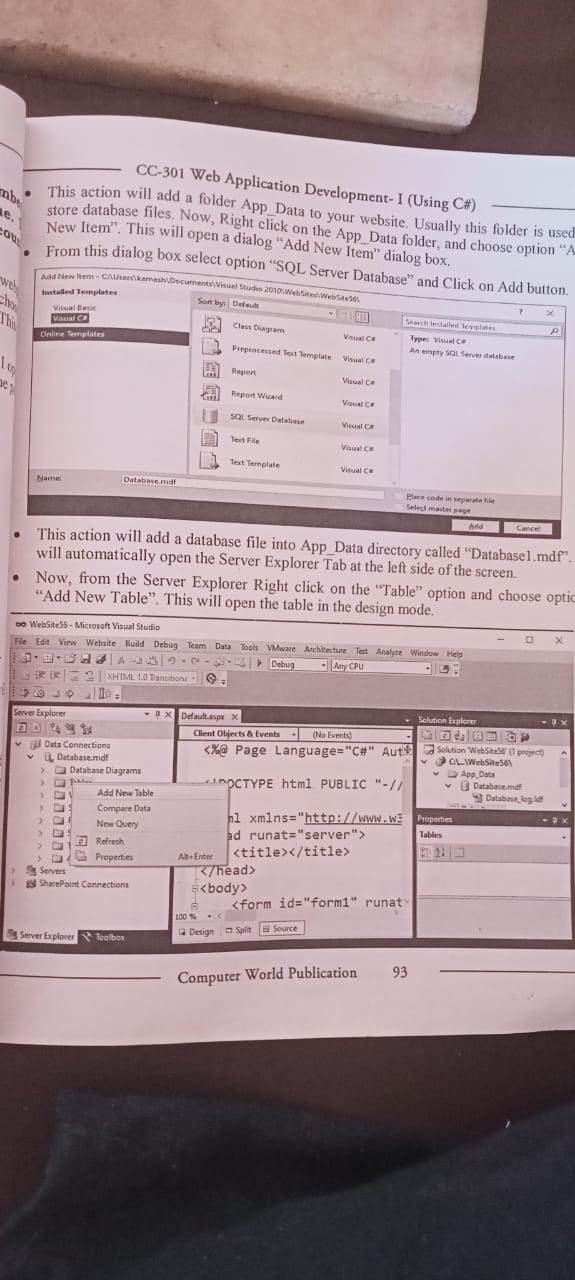 CC-301 Web Application Development- I (Using C#)
• This action will add a folder App_Data to your website. Usually this folder is used
store database files. Now, Right click on the App_Data folder, and choose option "A
New Item". This will open a dialog "Add New Item" dialog box.
• From this dialog box select option "SQL Server Database" and Click on Add button.
Add New Item - C:\Users\kamesh\Documents\Visual Studio 2010\WebSites\WebSite56\
? ×
Installed Templates
Visual Basic
Visual C#
Online Templates
Sort by: Default
Search Installed Templates
Class Diagram Visual C#
Preprocessed Text Template Visual C#
Report Visual C#
Report Wizard Visual C#
SQL Server Database Visual C#
Text File Visual C#
Text Template Visual C#
Type: Visual C#
An empty SQL Server database
Name: Database.mdf
Place code in separate file
Select master page
Add Cancel
• This action will add a database file into App_Data directory called "Database1.mdf".
will automatically open the Server Explorer Tab at the left side of the screen.
• Now, from the Server Explorer Right click on the "Table" option and choose optic
"Add New Table". This will open the table in the design mode.
WebSite56 - Microsoft Visual Studio
File Edit View Website Build Debug Team Data Tools VMware Architecture Test Analyze Window Help
Debug Any CPU
XHTML 1.0 Transition
Server Explorer
Data Connections
Database.mdf
Database Diagrams
Add New Table
Compare Data
New Query
Refresh
Properties Alt+Enter
Servers
SharePoint Connections
Server Explorer Toolbox
Default.aspx ×
Client Objects & Events (No Events)
<%@ Page Language="C#" Aut
DOCTYPE html PUBLIC "-//
ml xmlns="http://www.w3
ad runat="server">
<title></title>
</head>
<body>
<form id="form1" runat
100 %
Design Split Source
Solution Explorer
Solution 'WebSite56' (1 project)
C:\...\WebSite56\
App_Data
Database.mdf
Database_log.ldf
Properties
Tables
Computer World Publication 93